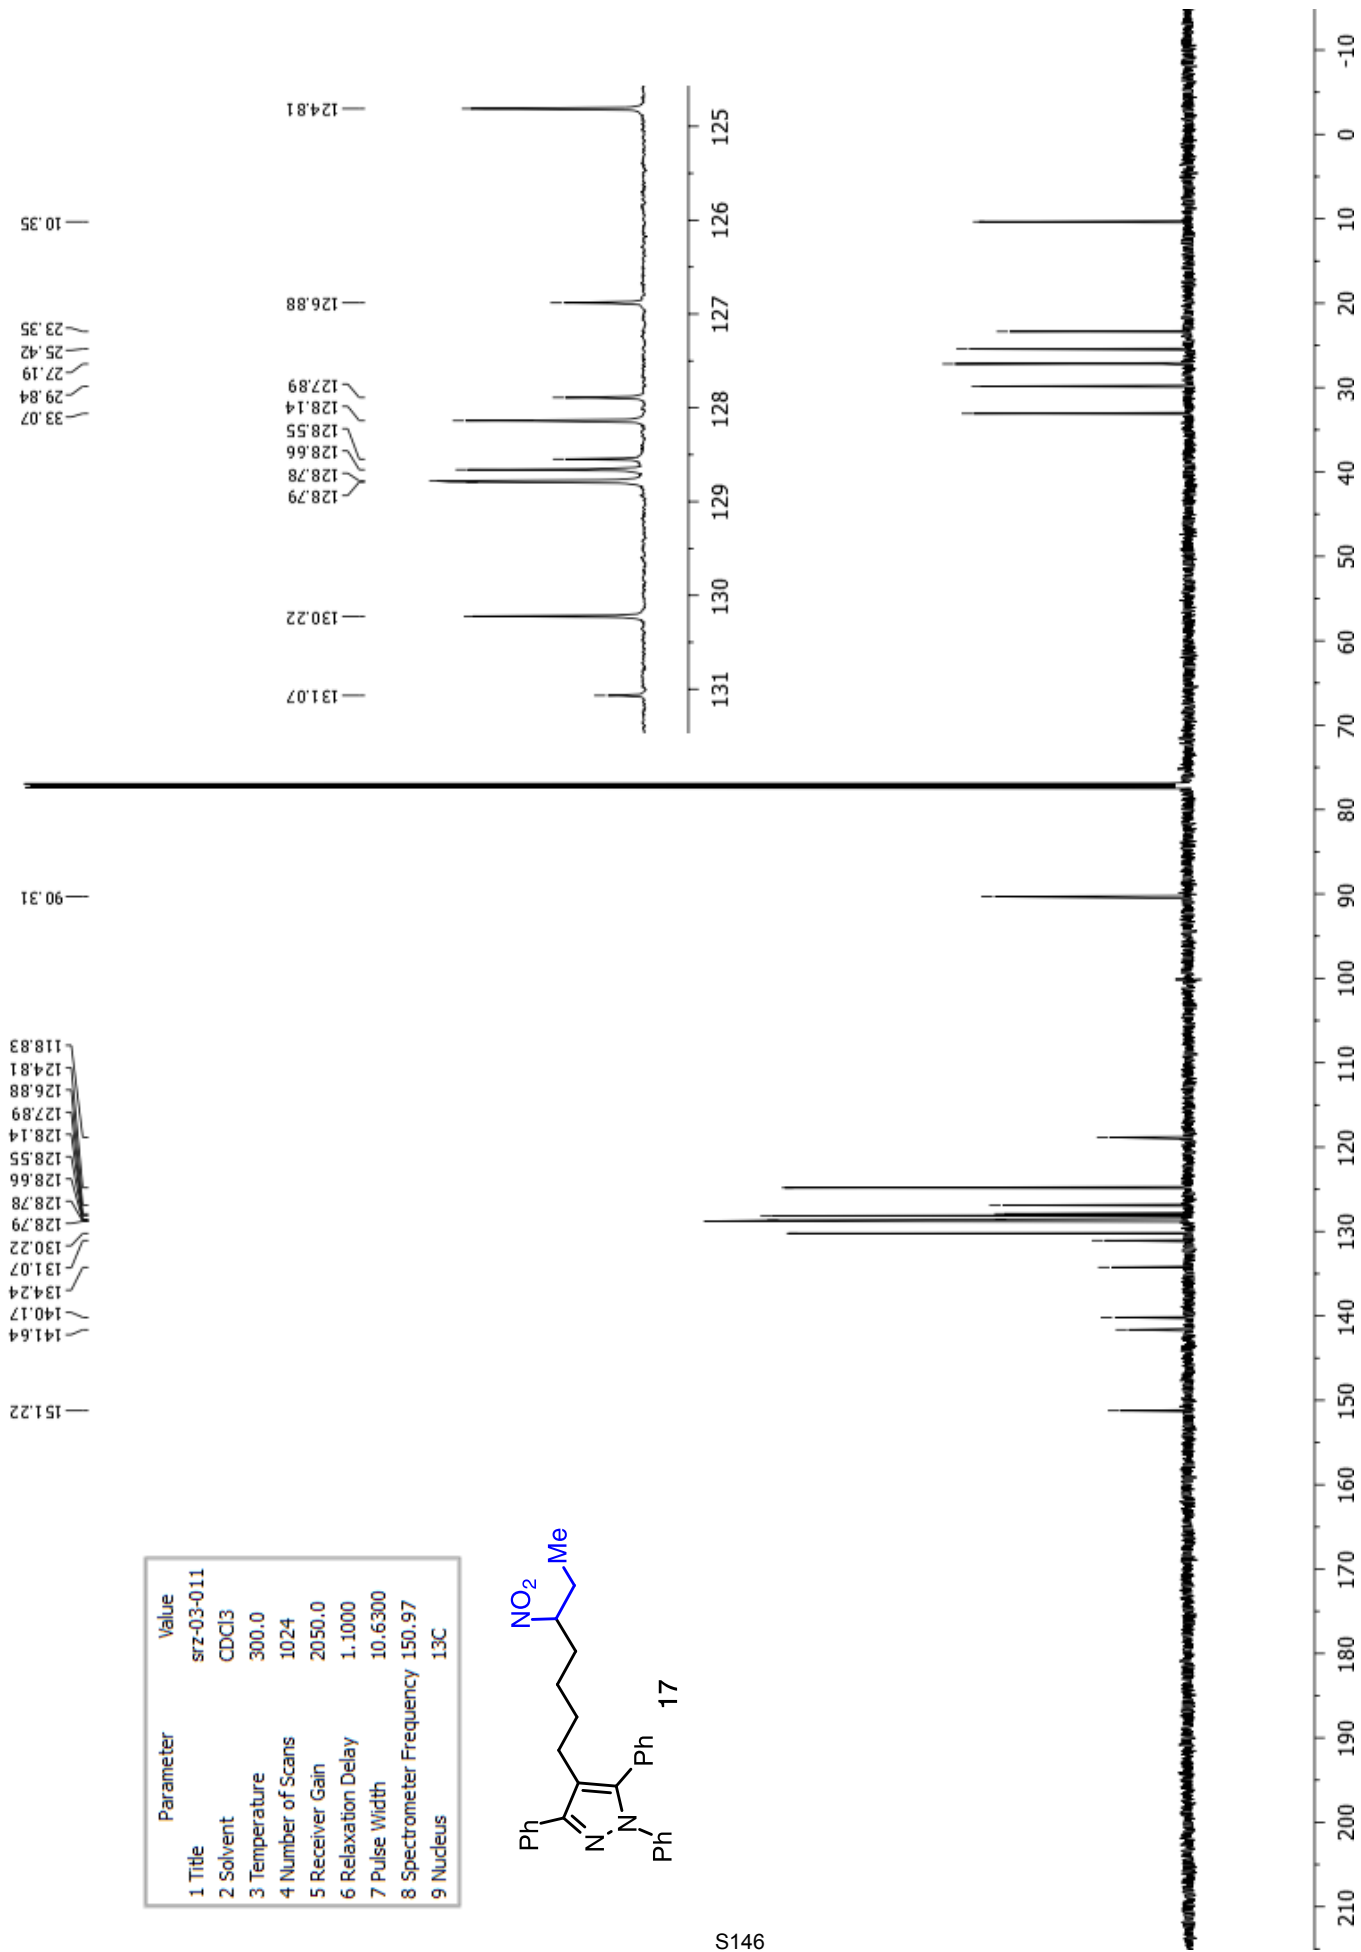 Parameter Value
1 Title srz-03-011
2 Solvent CDCl3
3 Temperature 300.0
4 Number of Scans 1024
5 Receiver Gain 2050.0
6 Relaxation Delay 1.1000
7 Pulse Width 10.6300
8 Spectrometer Frequency 150.97
9 Nucleus 13C
151.22
141.64
140.17
134.24
131.07
130.22
128.79
128.78
128.66
128.55
128.14
127.89
126.88
124.81
118.83
90.31
33.07
29.84
27.19
25.42
23.35
10.35
131.07
130.22
128.79
128.78
128.66
128.55
128.14
127.89
126.88
124.81
131 130 129 128 127 126 125
NO2
Me
Ph
N
N
Ph
Ph
17
210 200 190 180 170 160 150 140 130 120 110 100 90 80 70 60 50 40 30 20 10 0 -10
S146